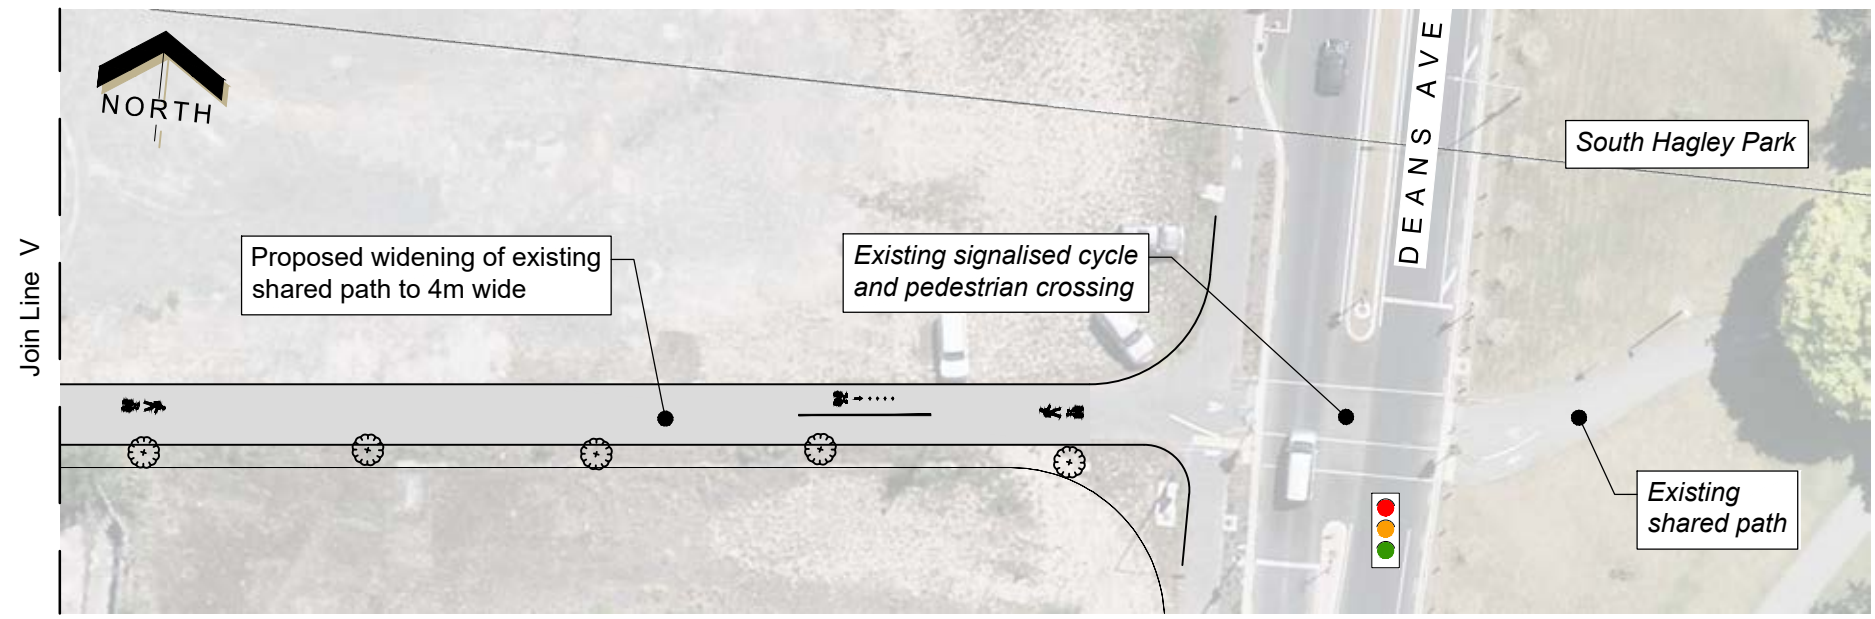 NORTH
DEANS AVE
South Hagley Park
Join Line V
Proposed widening of existing
shared path to 4m wide
Existing signalised cycle
and pedestrian crossing
Existing
shared path